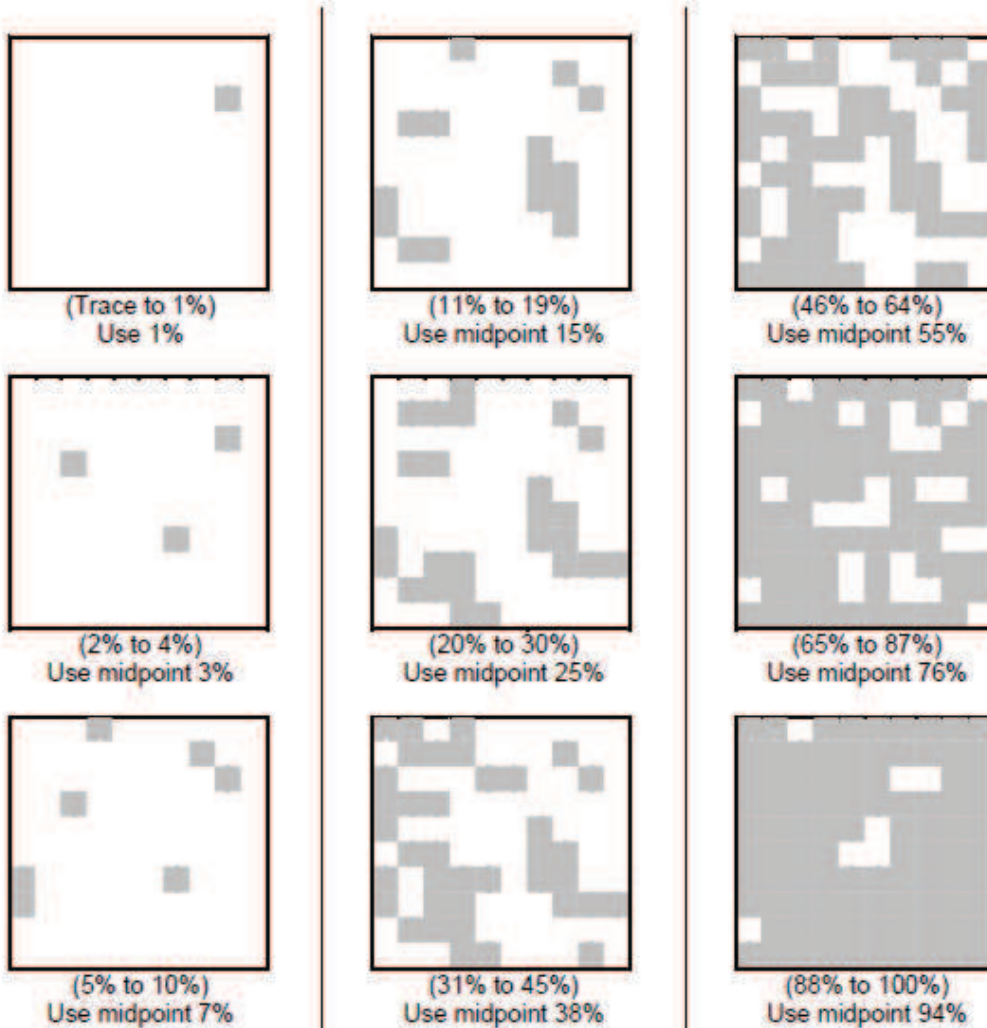 (Trace to 1%)
Use 1%
(2% to 4%)
Use midpoint 3%
(5% to 10%)
Use midpoint 7%
(11% to 19%)
Use midpoint 15%
(20% to 30%)
Use midpoint 25%
(31% to 45%)
Use midpoint 38%
(46% to 64%)
Use midpoint 55%
(65% to 87%)
Use midpoint 76%
(88% to 100%)
Use midpoint 94%